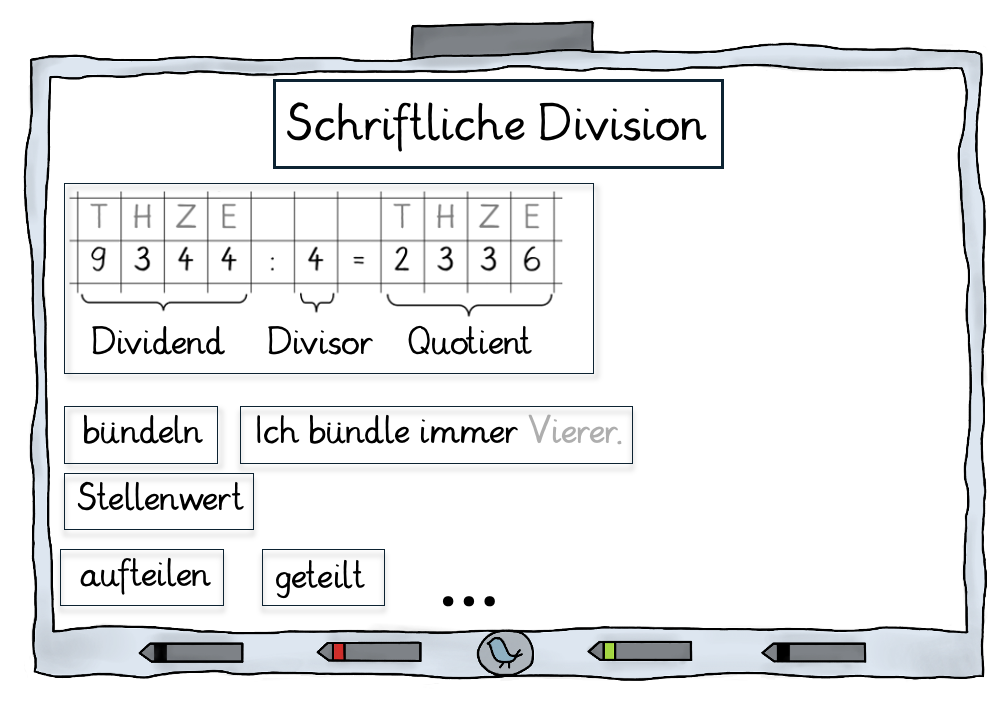 Schriftliche Division
T H Z E T H Z E
9 3 4 4 : 4 = 2 3 3 6
Dividend Divisor Quotient
bündeln Ich bündle immer Vierer.
Stellenwert
aufteilen geteilt ...